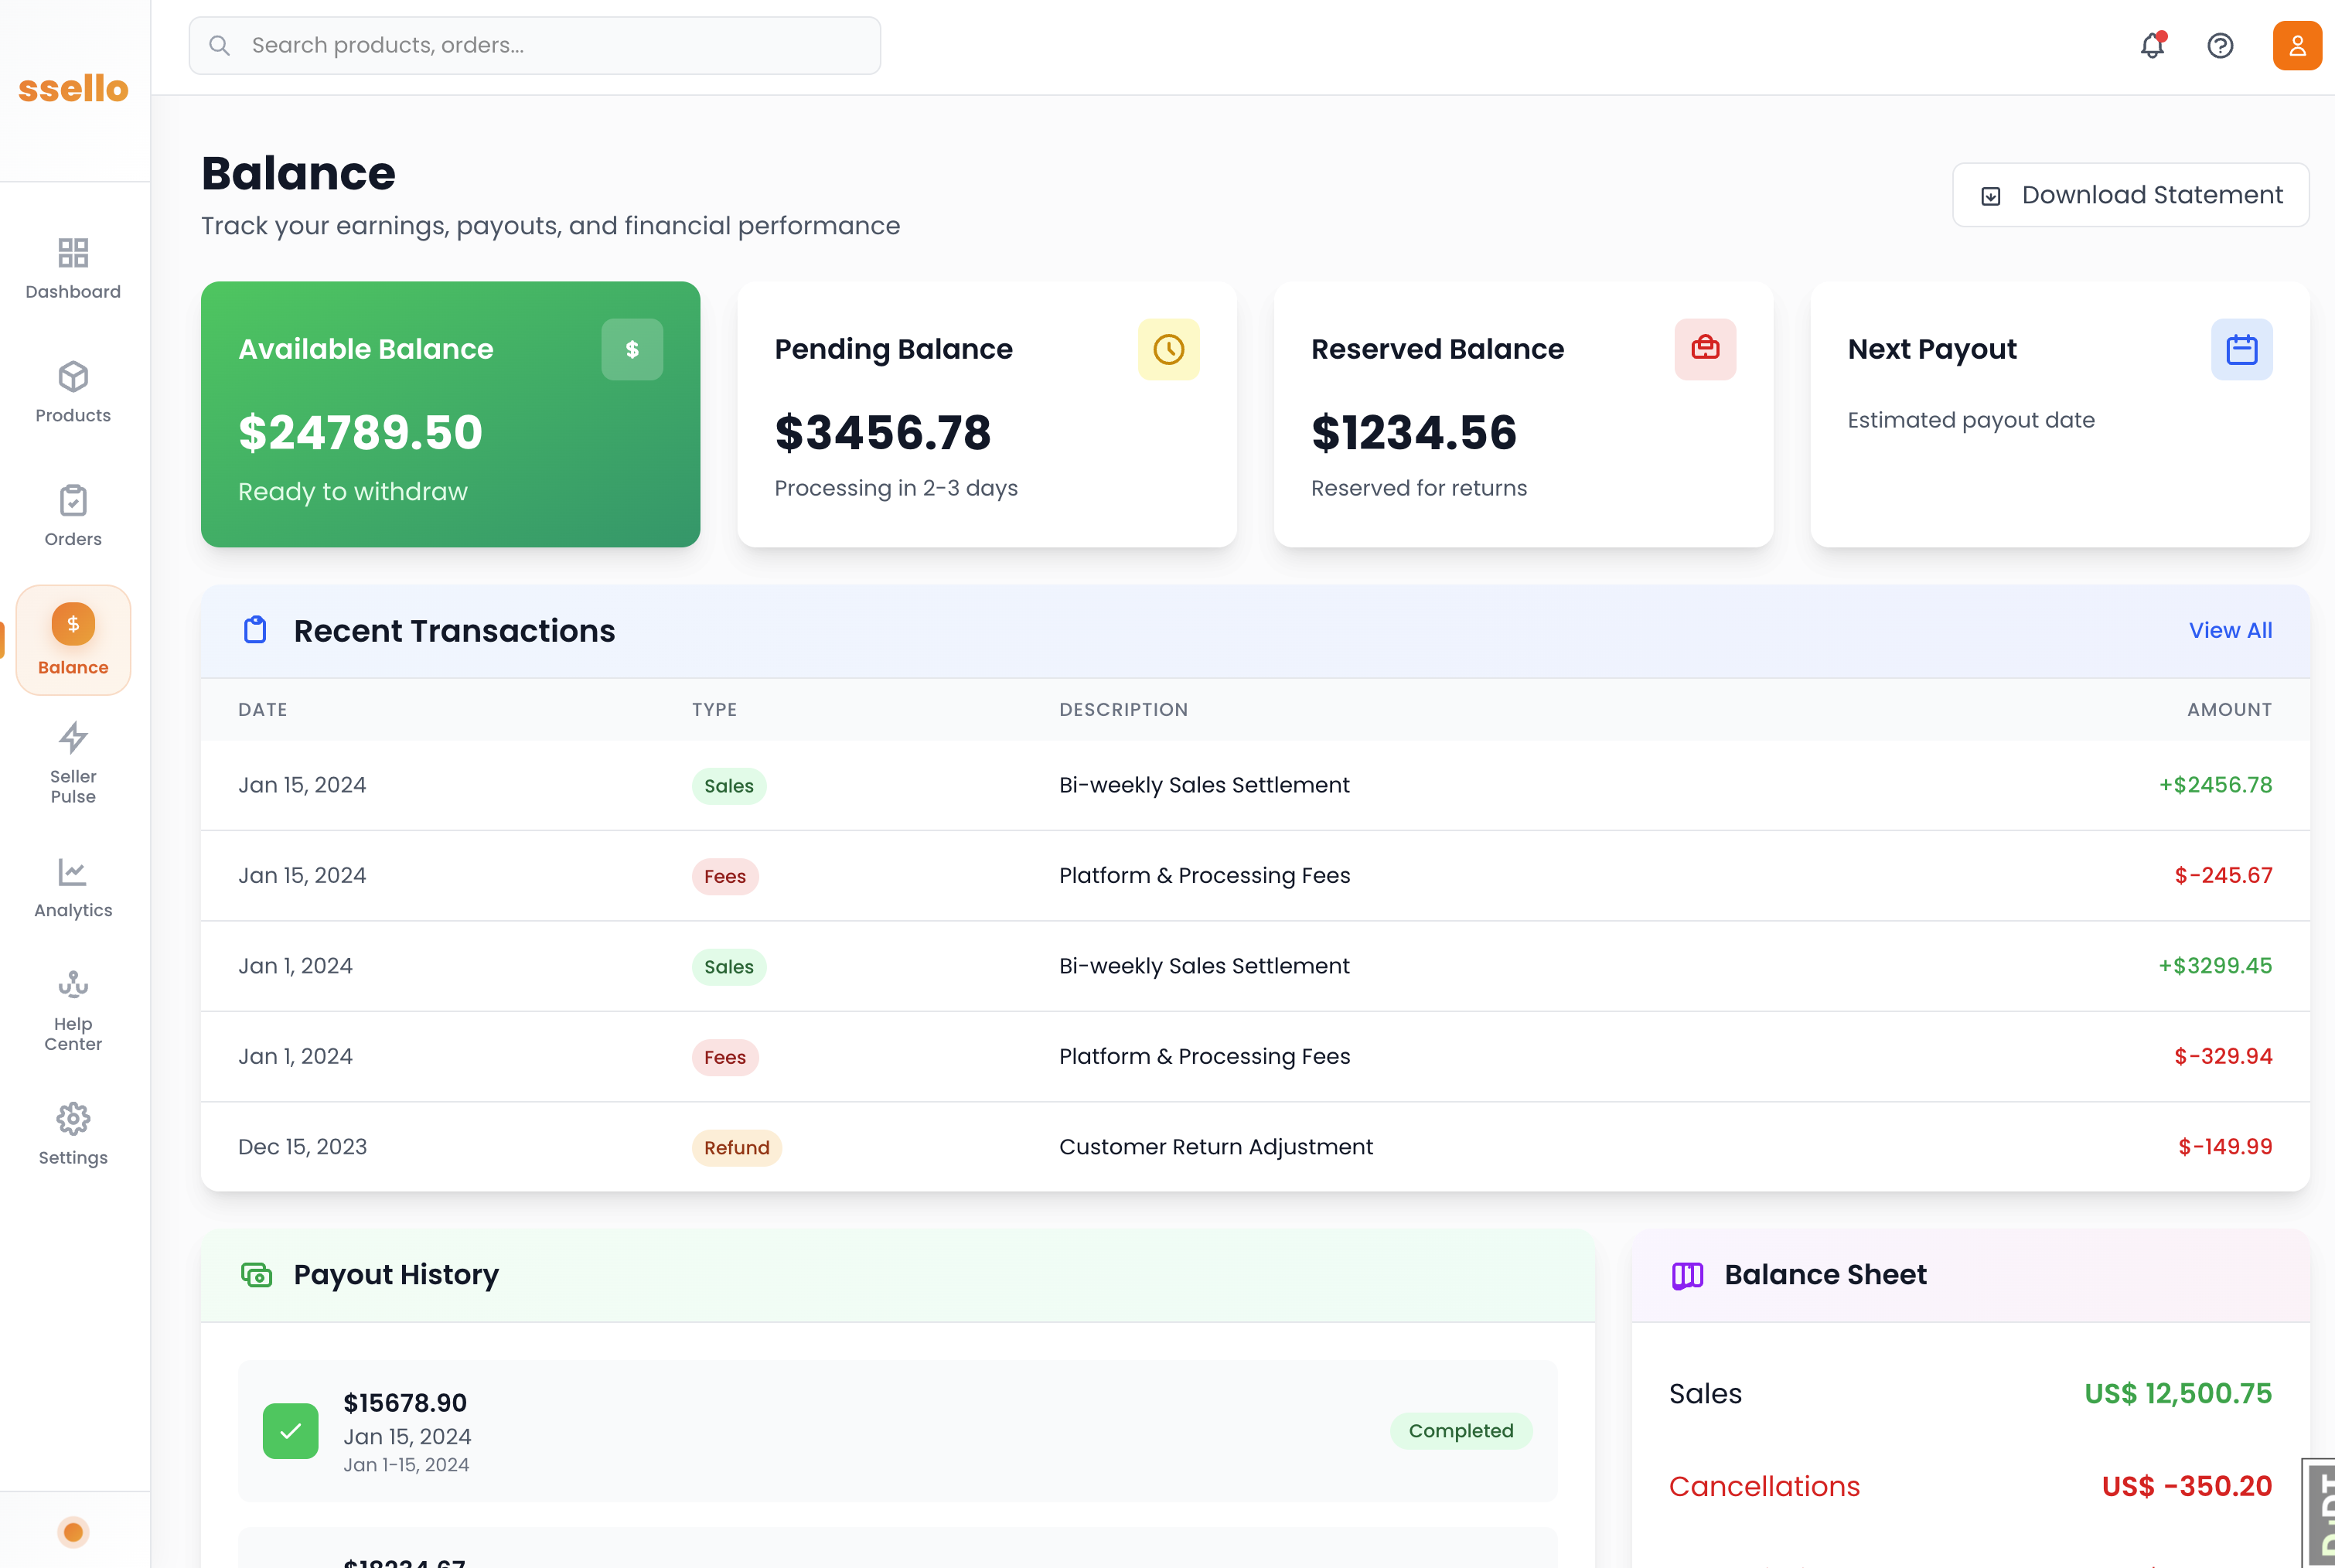 ssello
Search products, orders...
Dashboard
Products
Orders
$
Balance
Seller
Pulse
Analytics
Help
Center
Settings
Balance
Track your earnings, payouts, and financial performance
Download Statement
Available Balance
$
$24789.50
Ready to withdraw
Pending Balance
$3456.78
Processing in 2-3 days
Reserved Balance
$1234.56
Reserved for returns
Next Payout
Estimated payout date
Recent Transactions
View All
DATE TYPE DESCRIPTION AMOUNT
Jan 15, 2024 Sales Bi-weekly Sales Settlement +$2456.78
Jan 15, 2024 Fees Platform & Processing Fees $-245.67
Jan 1, 2024 Sales Bi-weekly Sales Settlement +$3299.45
Jan 1, 2024 Fees Platform & Processing Fees $-329.94
Dec 15, 2023 Refund Customer Return Adjustment $-149.99
Payout History
$15678.90
Jan 15, 2024
Jan 1-15, 2024
Completed
Balance Sheet
Sales US$ 12,500.75
Cancellations US$ -350.20